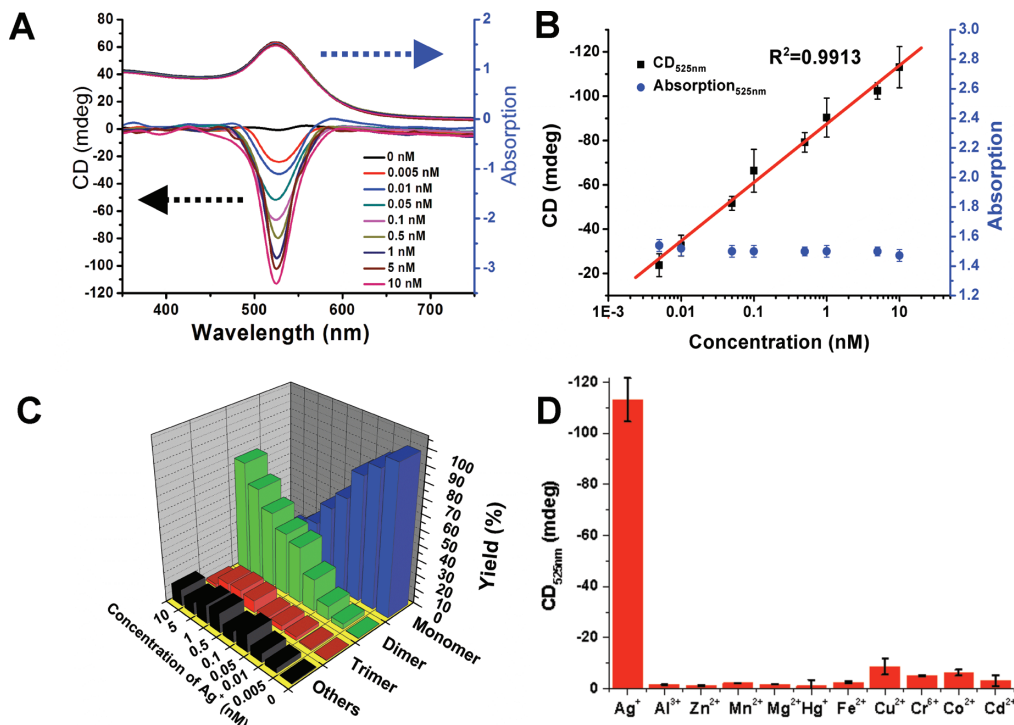 A
CD (mdeg)
80
60
40
20
0
-20
-40
-60
-80
-100
-120
400
500
600
700
Wavelength (nm)
2
1
0
-1
-2
-3
Absorption
0 nM
0.005 nM
0.01 nM
0.05 nM
0.1 nM
0.5 nM
1 nM
5 nM
10 nM
B
CD (mdeg)
-120
-100
-80
-60
-40
-20
1E-3
0.01
0.1
1
10
Concentration (nM)
CD525nm
Absorption525nm
R²=0.9913
3.0
2.8
2.6
2.4
2.2
2.0
1.8
1.6
1.4
1.2
Absorption
C
100
90
80
70
60
50
40
30
20
10
0
Yield (%)
Monomer
Dimer
Trimer
Others
10
5
1
0.5
0.1
0.05
0.01
0.005
0
Concentration of Ag⁺ (nM)
D
CD525nm (mdeg)
-120
-100
-80
-60
-40
-20
0
Ag⁺ Al³⁺ Zn²⁺ Mn²⁺ Mg²⁺ Hg⁺ Fe²⁺ Cu²⁺ Cr⁶⁺ Co²⁺ Cd²⁺